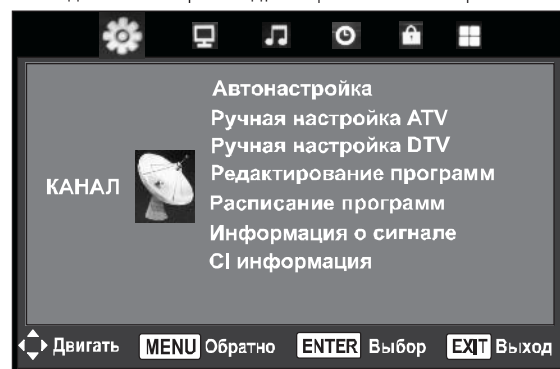 Автонастройка
Ручная настройка ATV
Ручная настройка DTV
КАНАЛ
Редактирование программ
Расписание программ
Информация о сигнале
CI информация
Двигать MENU Обратно ENTER Выбор EXIT Выход